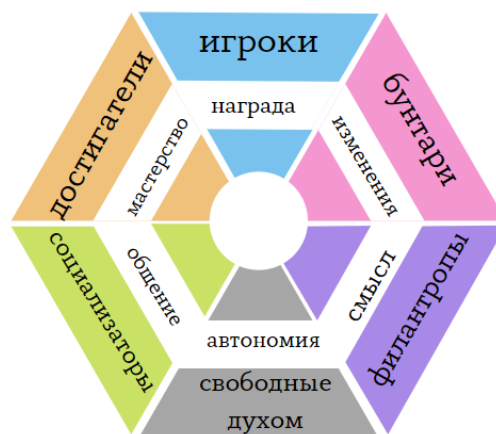 игроки
награда
бунтари
изменения
филантропы
смысл
свободные
духом
автономия
социализаторы
общение
достигатели
мастерство